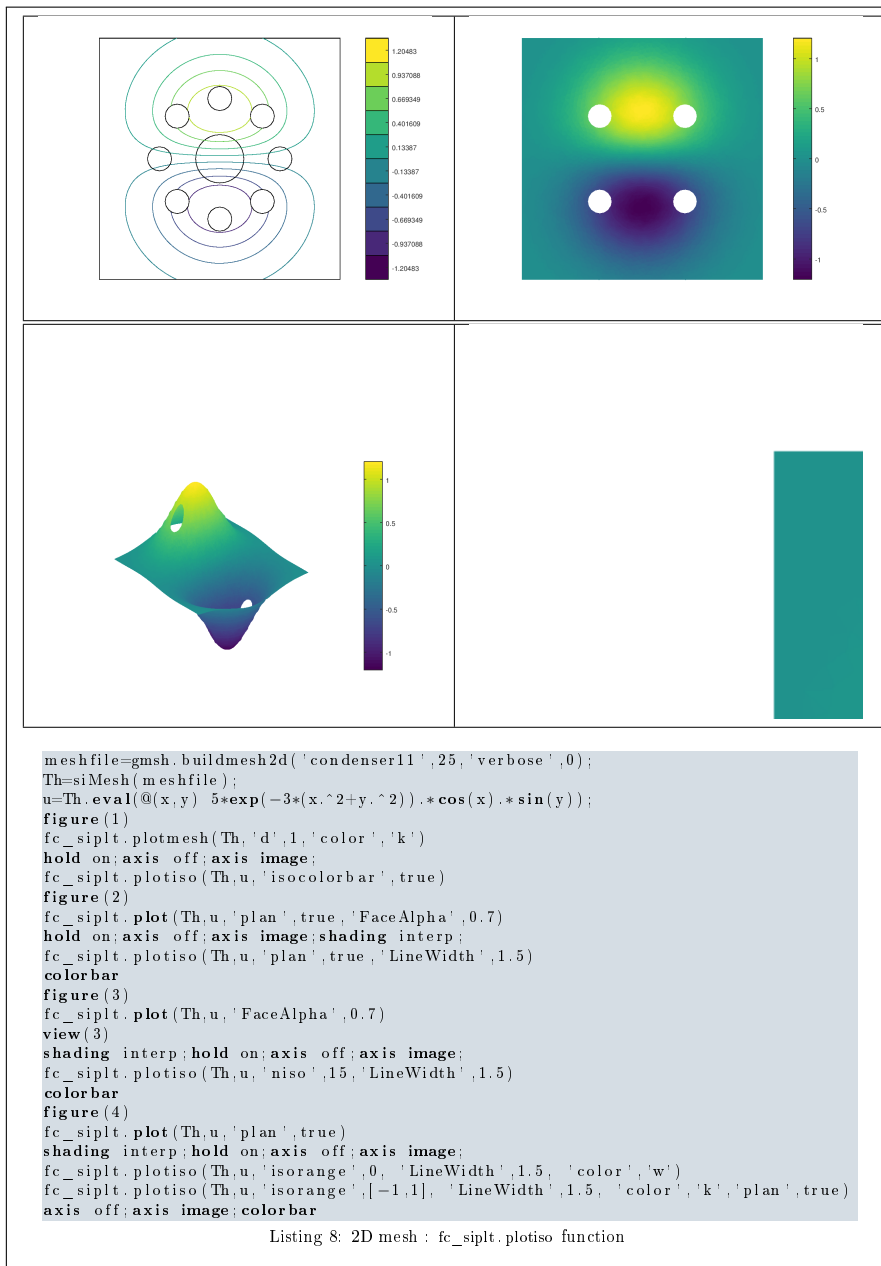 1.20483
0.937088
0.669349
0.401609
0.13387
-0.13387
-0.401609
-0.669349
-0.937088
-1.20483
1
0.5
0
-0.5
-1
1
0.5
0
-0.5
-1
meshfile=gmsh.buildmesh2d('condenser11',25,'verbose',0);
Th=siMesh(meshfile);
u=Th.eval(@(x,y) 5*exp(-3*(x.^2+y.^2)).*cos(x).*sin(y));
figure(1)
fc_siplt.plotmesh(Th,'d',1,'color','k')
hold on;axis off;axis image;
fc_siplt.plotiso(Th,u,'isocolorbar',true)
figure(2)
fc_siplt.plot(Th,u,'plan',true,'FaceAlpha',0.7)
hold on;axis off;axis image;shading interp;
fc_siplt.plotiso(Th,u,'plan',true,'LineWidth',1.5)
colorbar
figure(3)
fc_siplt.plot(Th,u,'FaceAlpha',0.7)
view(3)
shading interp;hold on;axis off;axis image;
fc_siplt.plotiso(Th,u,'niso',15,'LineWidth',1.5)
colorbar
figure(4)
fc_siplt.plot(Th,u,'plan',true)
shading interp;hold on;axis off;axis image;
fc_siplt.plotiso(Th,u,'isorange',0, 'LineWidth',1.5, 'color','w')
fc_siplt.plotiso(Th,u,'isorange',[-1,1], 'LineWidth',1.5, 'color','k','plan',true)
axis off;axis image;colorbar
Listing 8: 2D mesh : fc_siplt.plotiso function